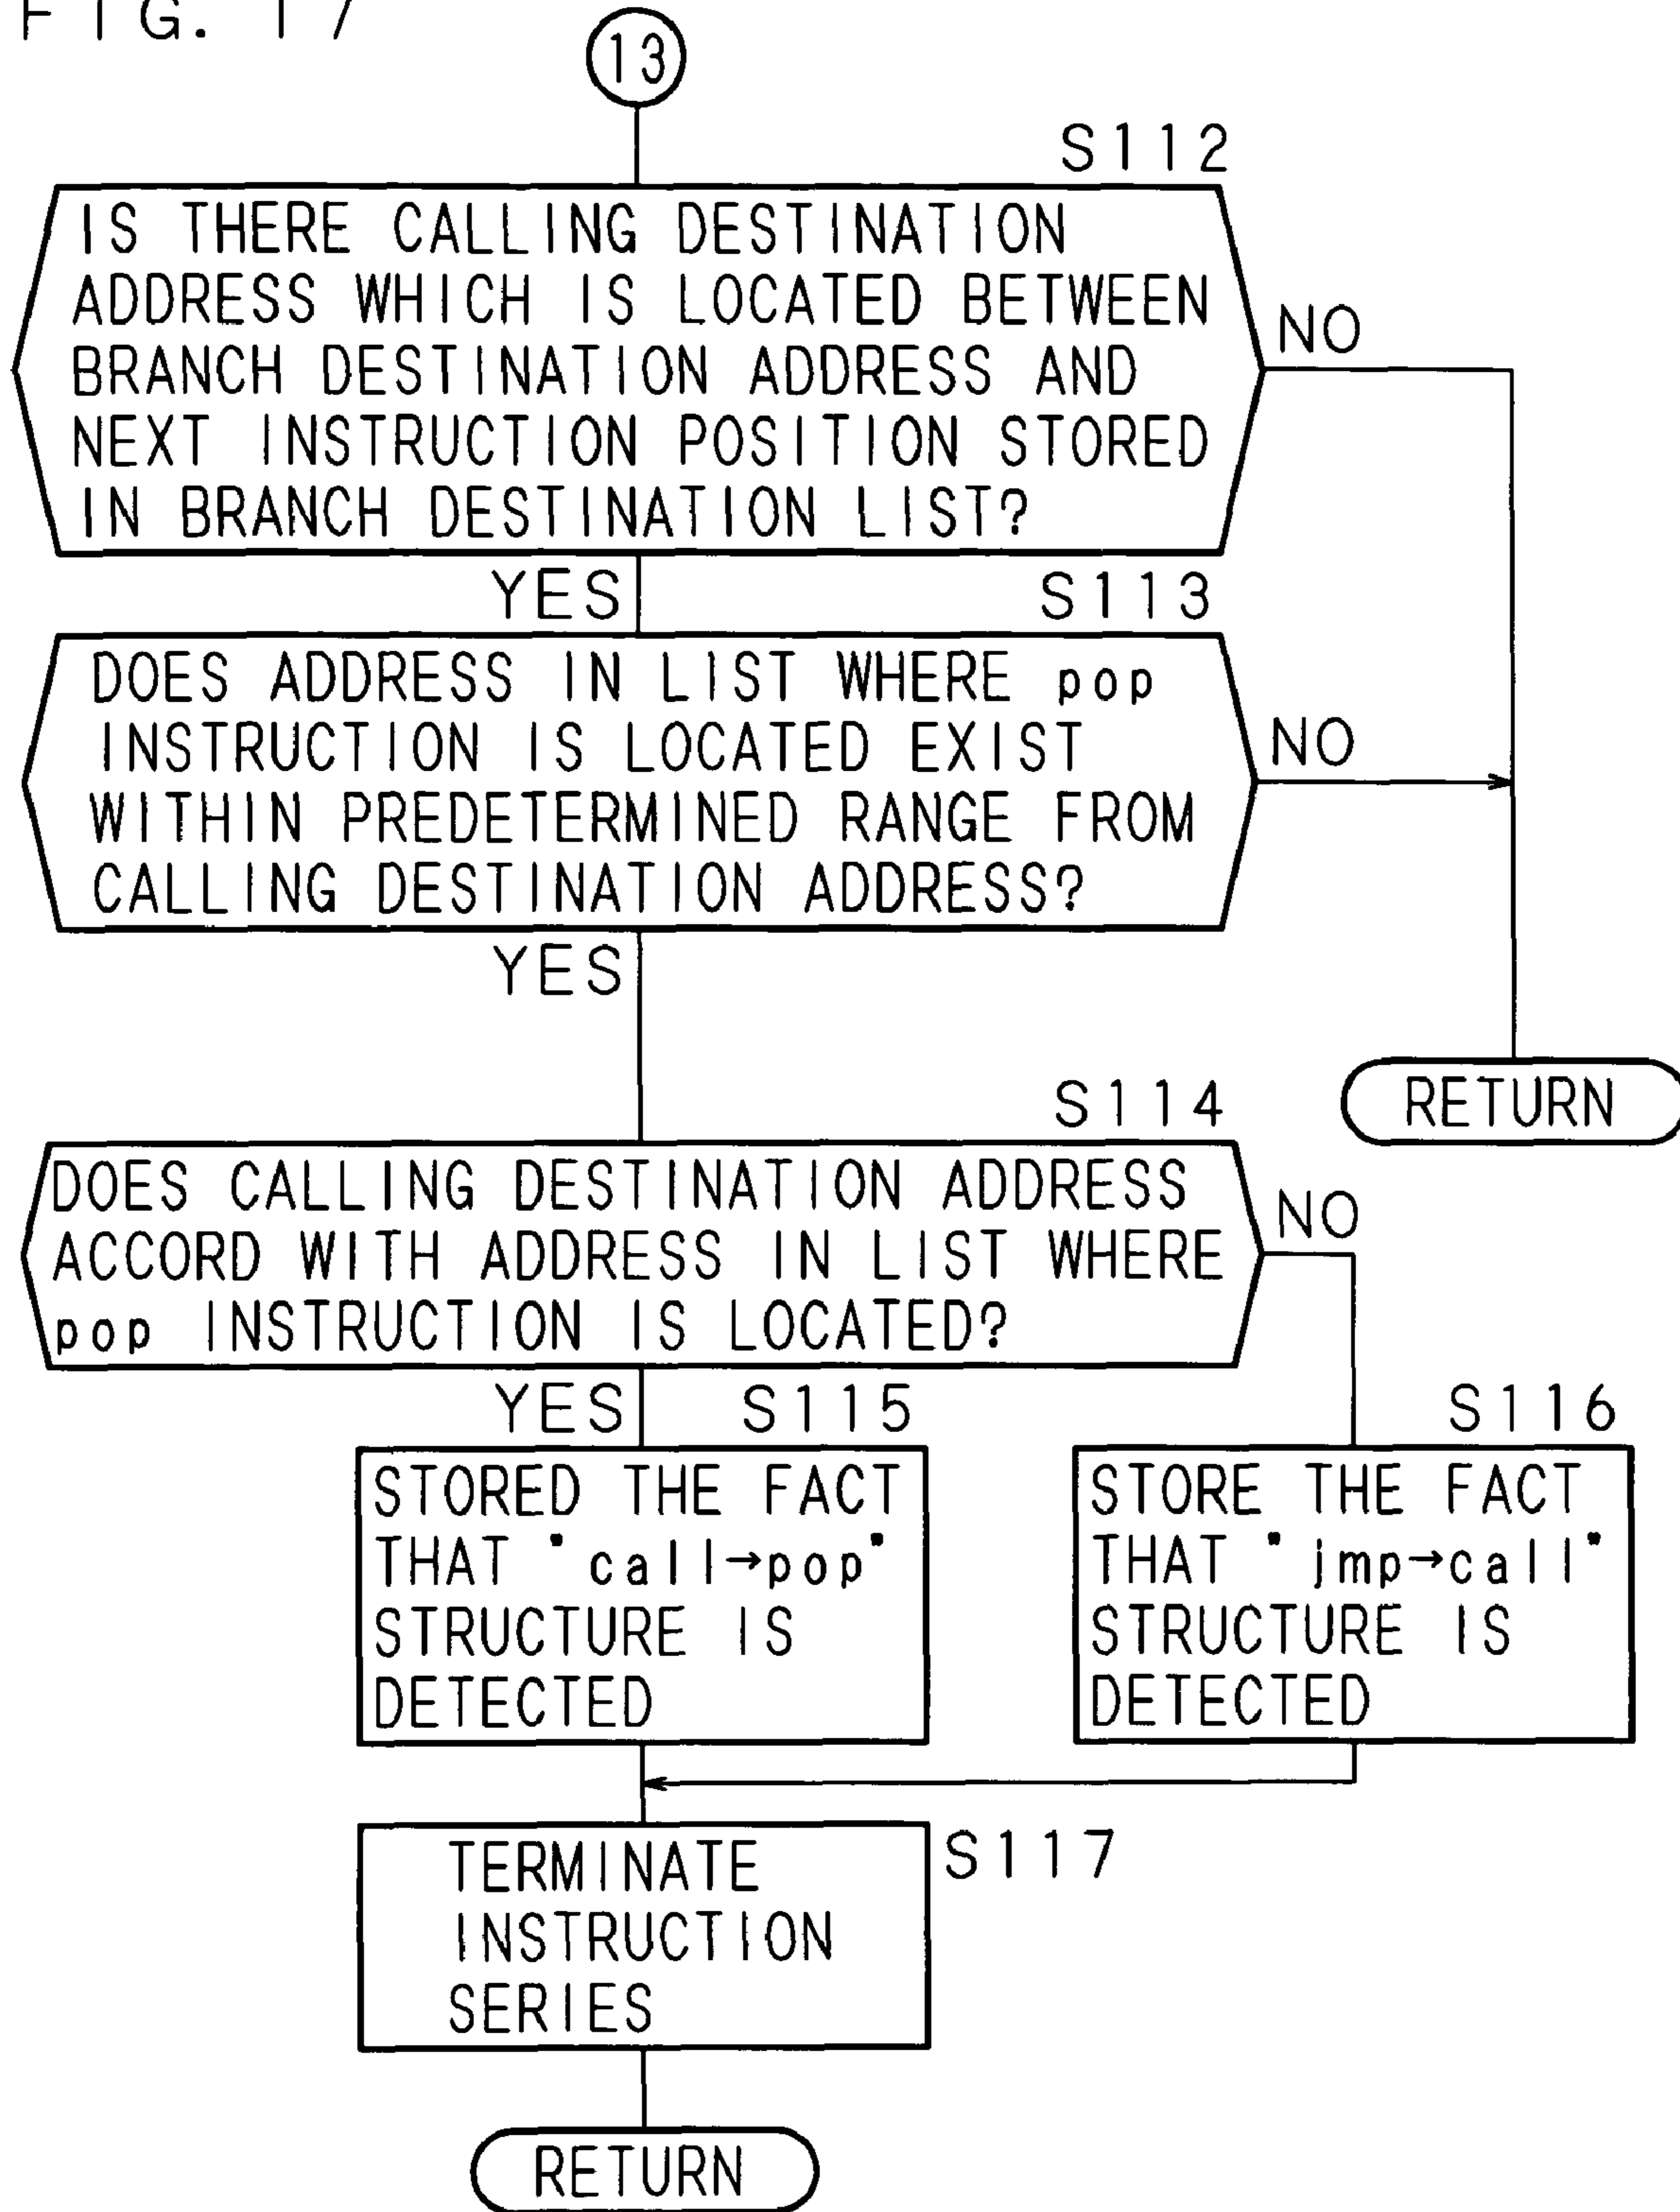 FIG. 17
13
S112
IS THERE CALLING DESTINATION
ADDRESS WHICH IS LOCATED BETWEEN
BRANCH DESTINATION ADDRESS AND
NEXT INSTRUCTION POSITION STORED
IN BRANCH DESTINATION LIST?
NO
YES
S113
DOES ADDRESS IN LIST WHERE pop
INSTRUCTION IS LOCATED EXIST
WITHIN PREDETERMINED RANGE FROM
CALLING DESTINATION ADDRESS?
NO
YES
RETURN
S114
DOES CALLING DESTINATION ADDRESS
ACCORD WITH ADDRESS IN LIST WHERE
pop INSTRUCTION IS LOCATED?
NO
YES
S115
STORED THE FACT
THAT "call→pop"
STRUCTURE IS
DETECTED
S116
STORE THE FACT
THAT "jmp→call"
STRUCTURE IS
DETECTED
S117
TERMINATE
INSTRUCTION
SERIES
RETURN